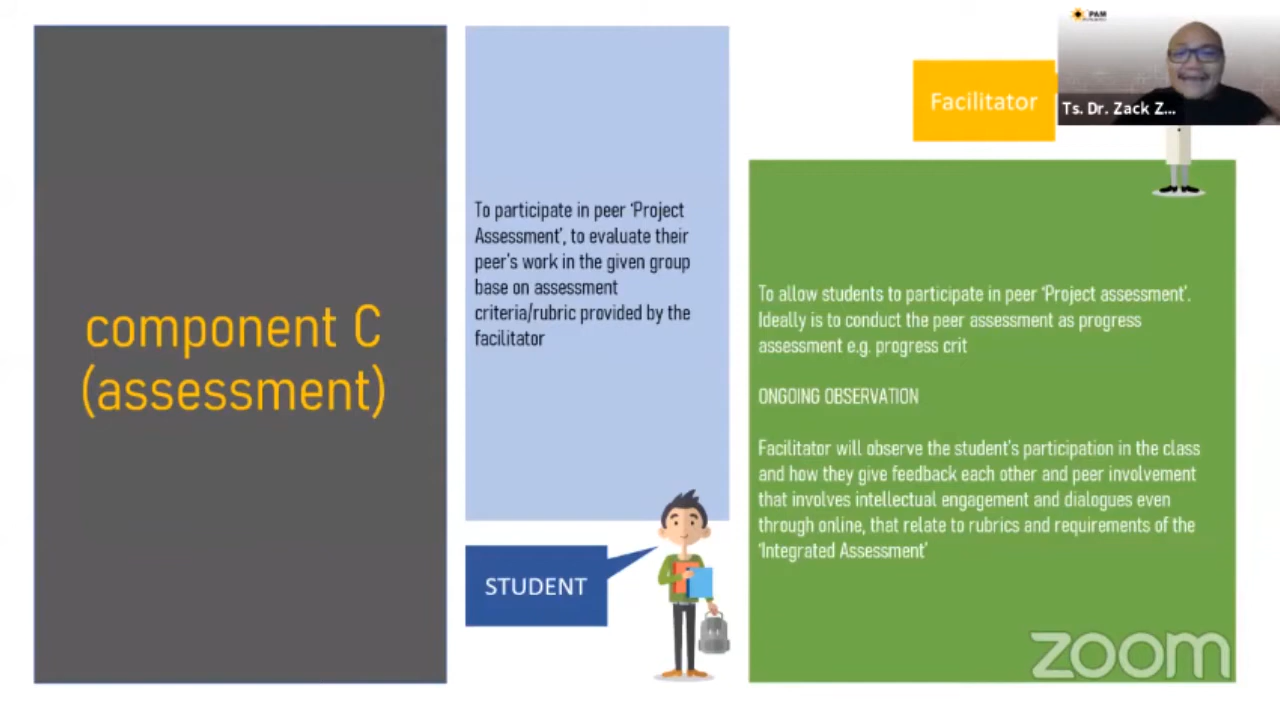 component C
(assessment)
To participate in peer ‘Project
Assessment’, to evaluate their
peer’s work in the given group
base on assessment
criteria/rubric provided by the
facilitator
STUDENT
Facilitator
PAM
Ts. Dr. Zack Z...
To allow students to participate in peer ‘Project assessment’.
Ideally is to conduct the peer assessment as progress
assessment e.g. progress crit
ONGOING OBSERVATION
Facilitator will observe the student’s participation in the class
and how they give feedback each other and peer involvement
that involves intellectual engagement and dialogues even
through online, that relate to rubrics and requirements of the
‘Integrated Assessment’
zoom